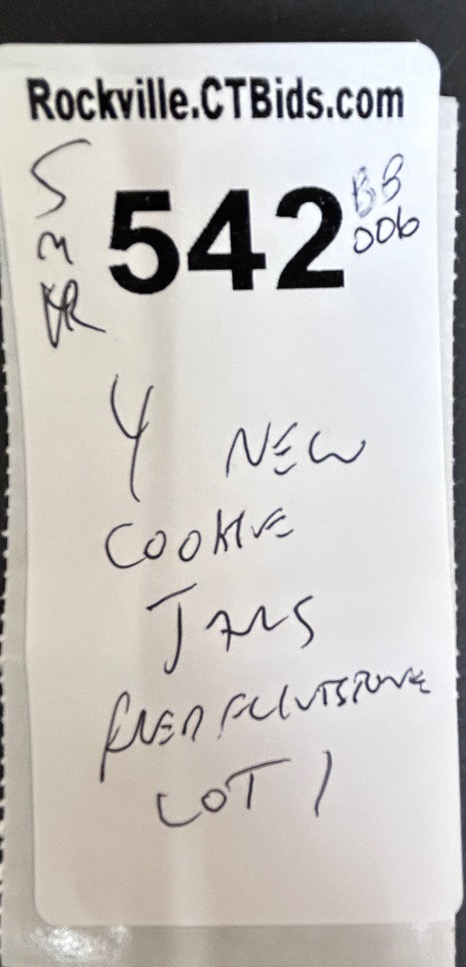 Rockville.CTBids.com
S
M
542
BB
006
4 NEW
COOKIE
JARS
FRED FLINTSTONE
LOT 1